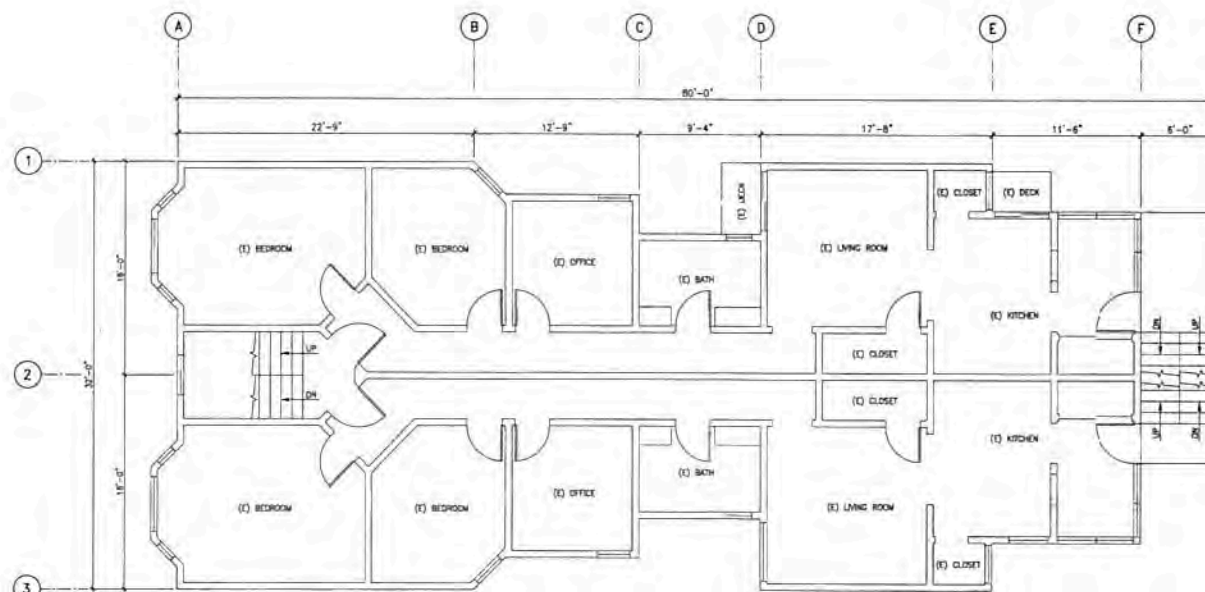 A
B
C
D
E
F
80'-0"
22'-9"
12'-9"
9'-4"
17'-8"
11'-6"
6'-0"
1
(E) CLOSET
(E) DECK
(E) DECK
(E) BEDROOM
(E) BEDROOM
(E) OFFICE
(E) LIVING ROOM
16'-0"
(E) BATH
(E) KITCHEN
UP
DN
UP
(E) CLOSET
2
32'-0"
DN
(E) CLOSET
UP
DN
(E) KITCHEN
(E) BATH
16'-0"
(E) OFFICE
(E) BEDROOM
(E) BEDROOM
(E) LIVING ROOM
(E) CLOSET
3